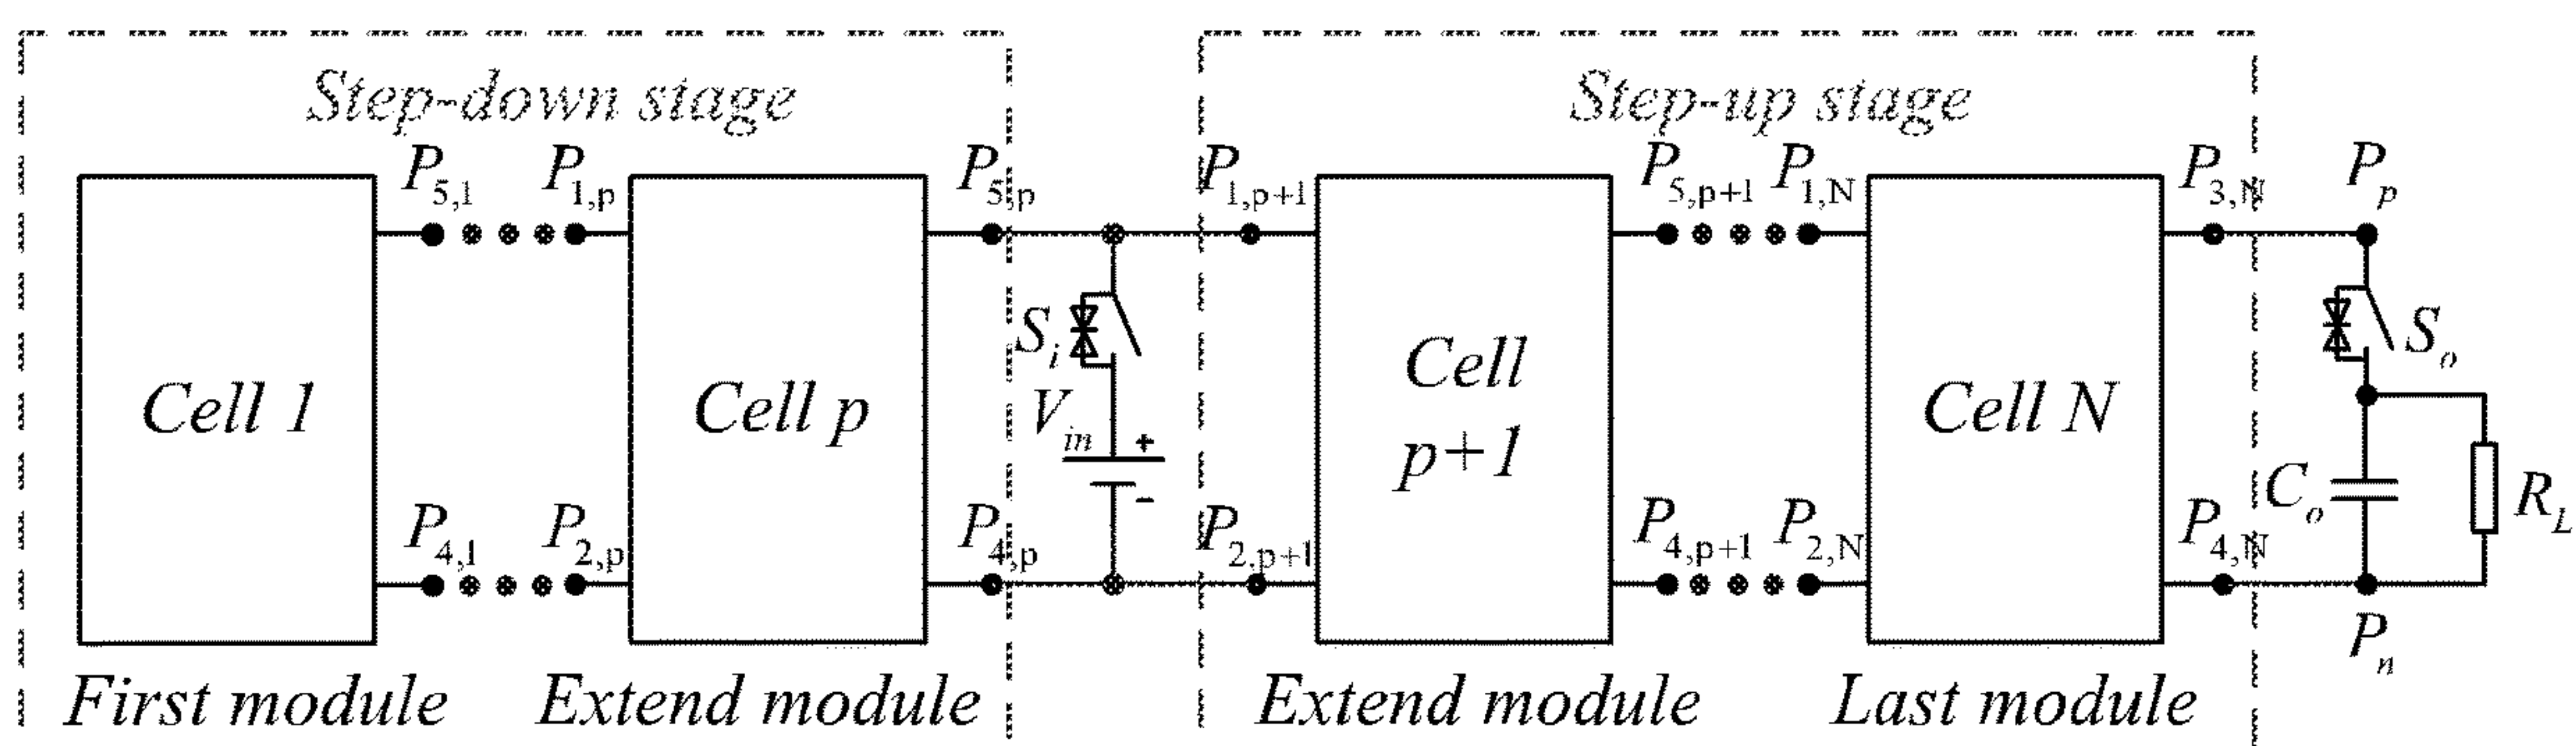 Step-down stage
Step-up stage
P5,1 P1,p P5,p P1,p+1 P5,p+1 P1,N P3,N Pp
Si
So
Cell 1
Cell p
Vin
+
-
Cell
p+1
Cell N
Co
RL
P4,1 P2,p P4,p P2,p+1 P4,p+1 P2,N P4,N
Pn
First module
Extend module
Extend module
Last module